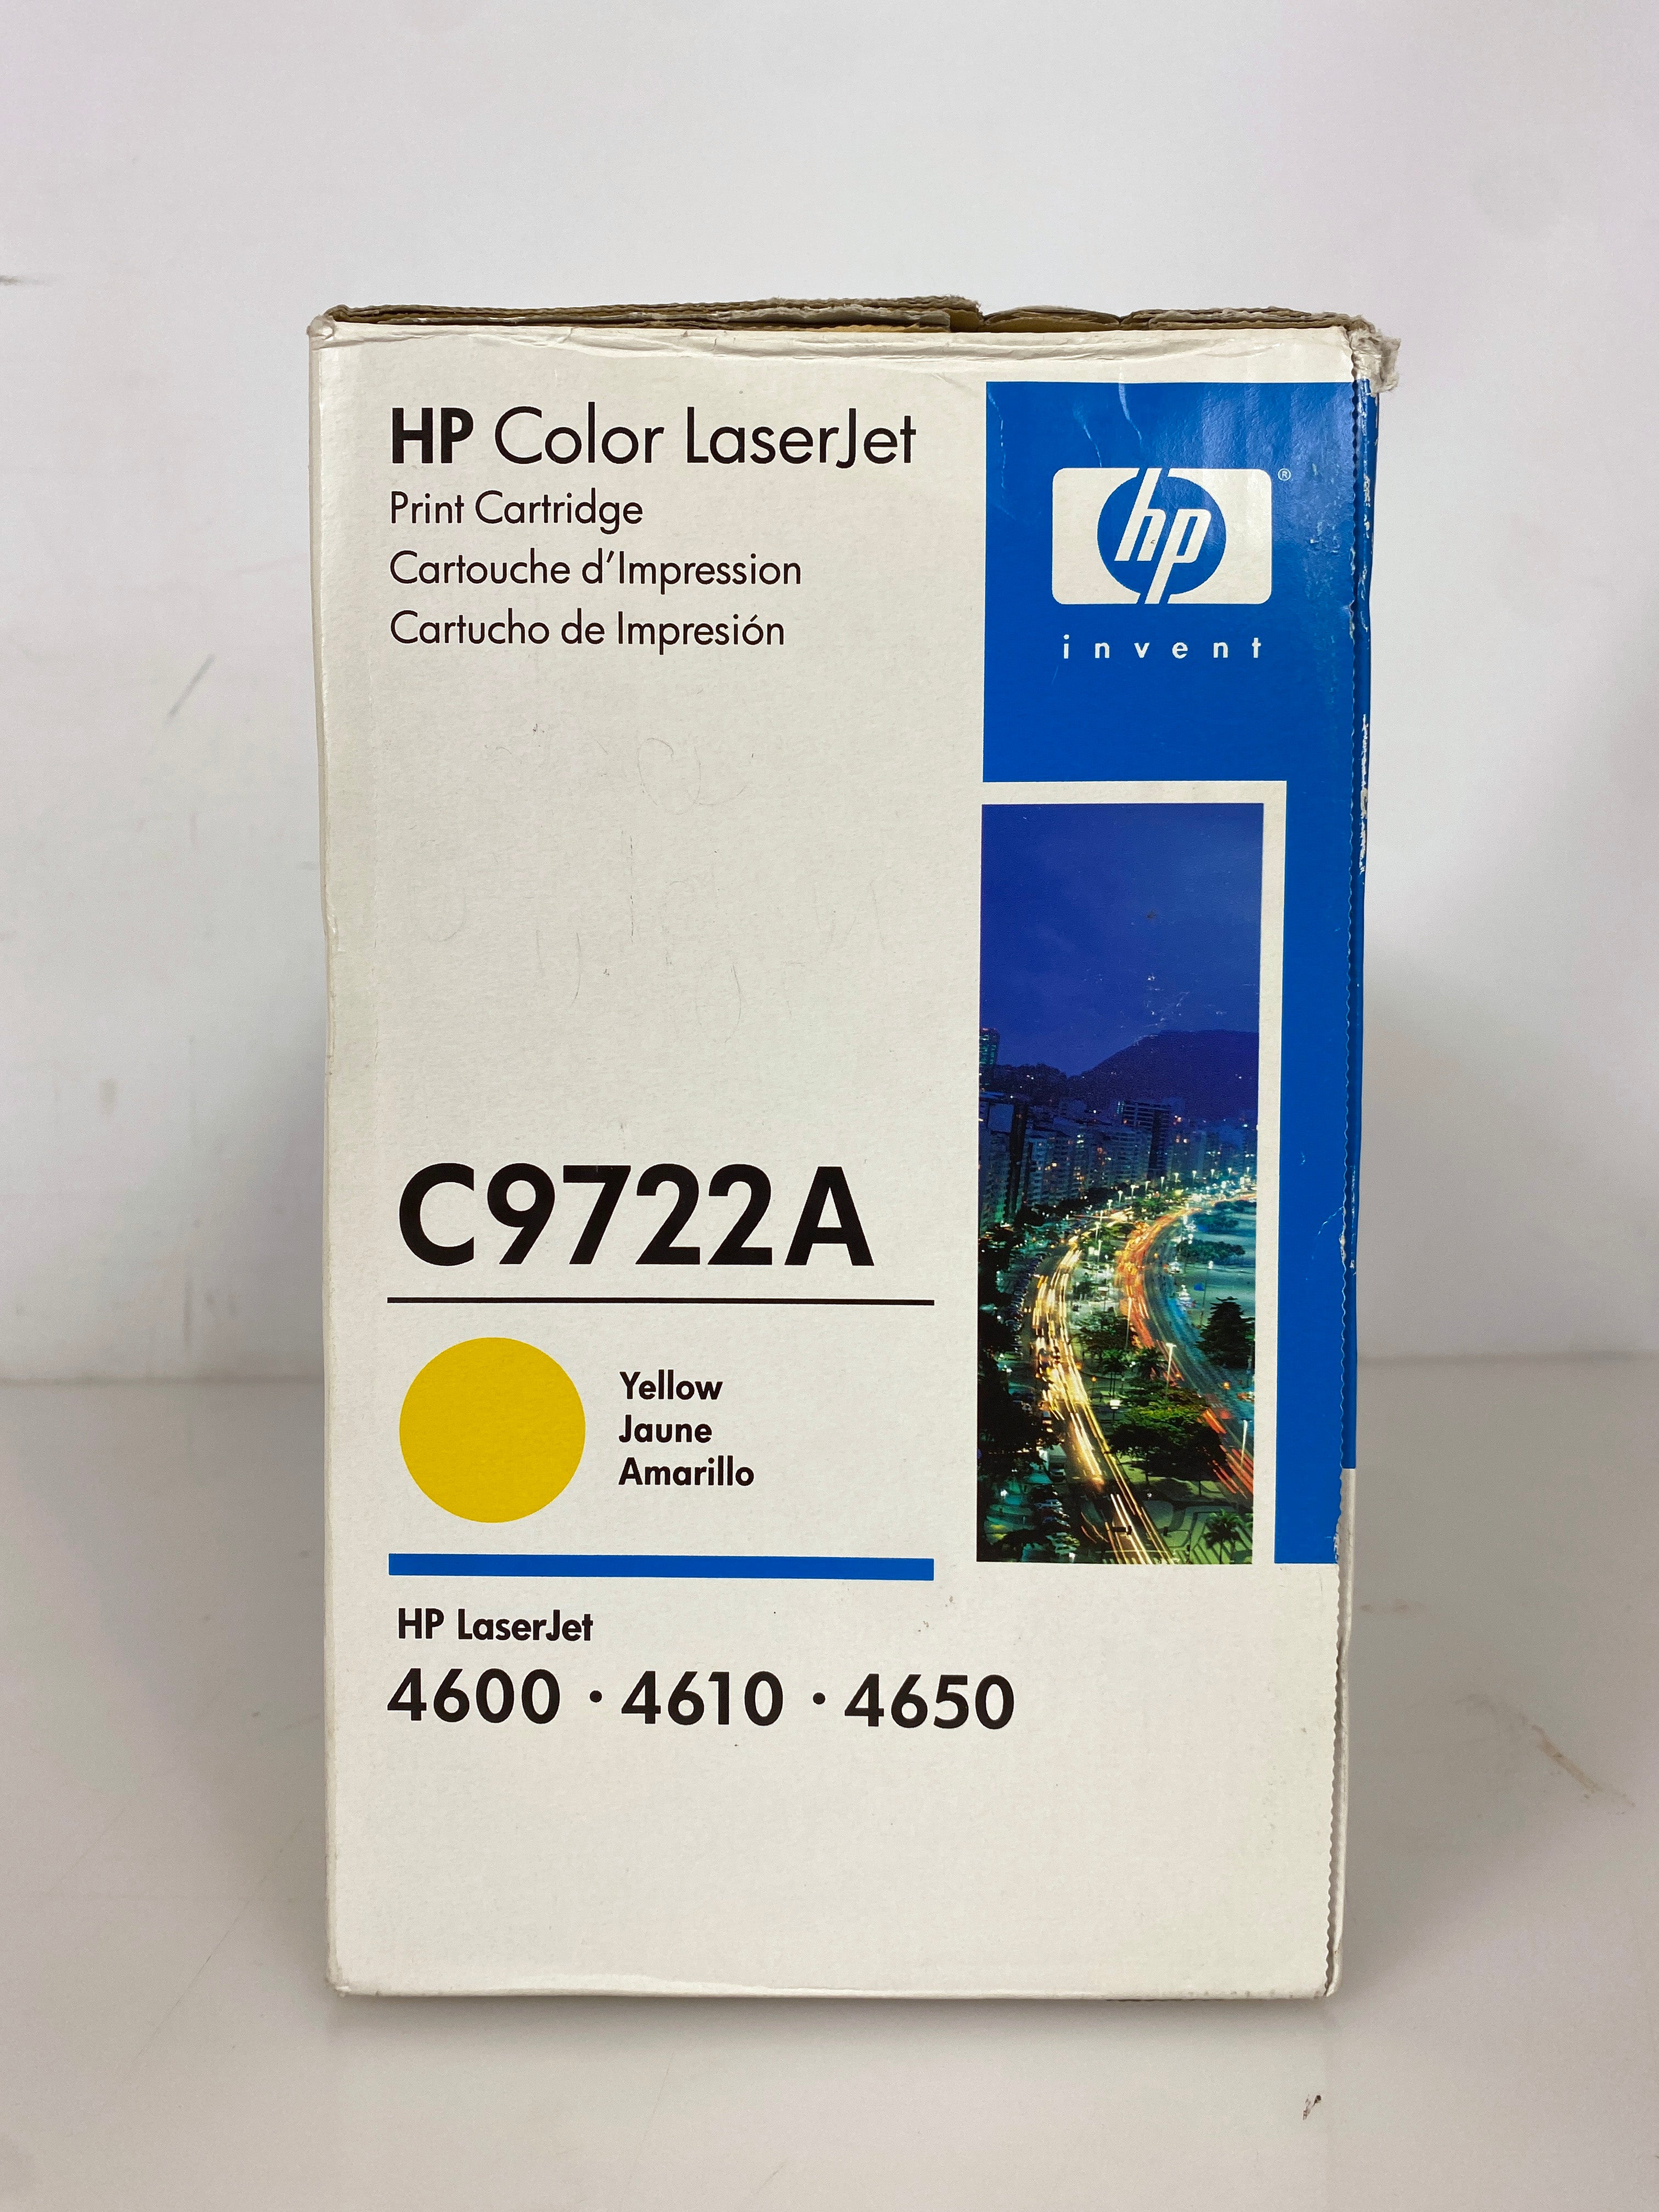 HP Color LaserJet
Print Cartridge
Cartouche d'Impression
Cartucho de Impresión
hp
®
invent
C9722A
Yellow
Jaune
Amarillo
HP LaserJet
4600 · 4610 · 4650